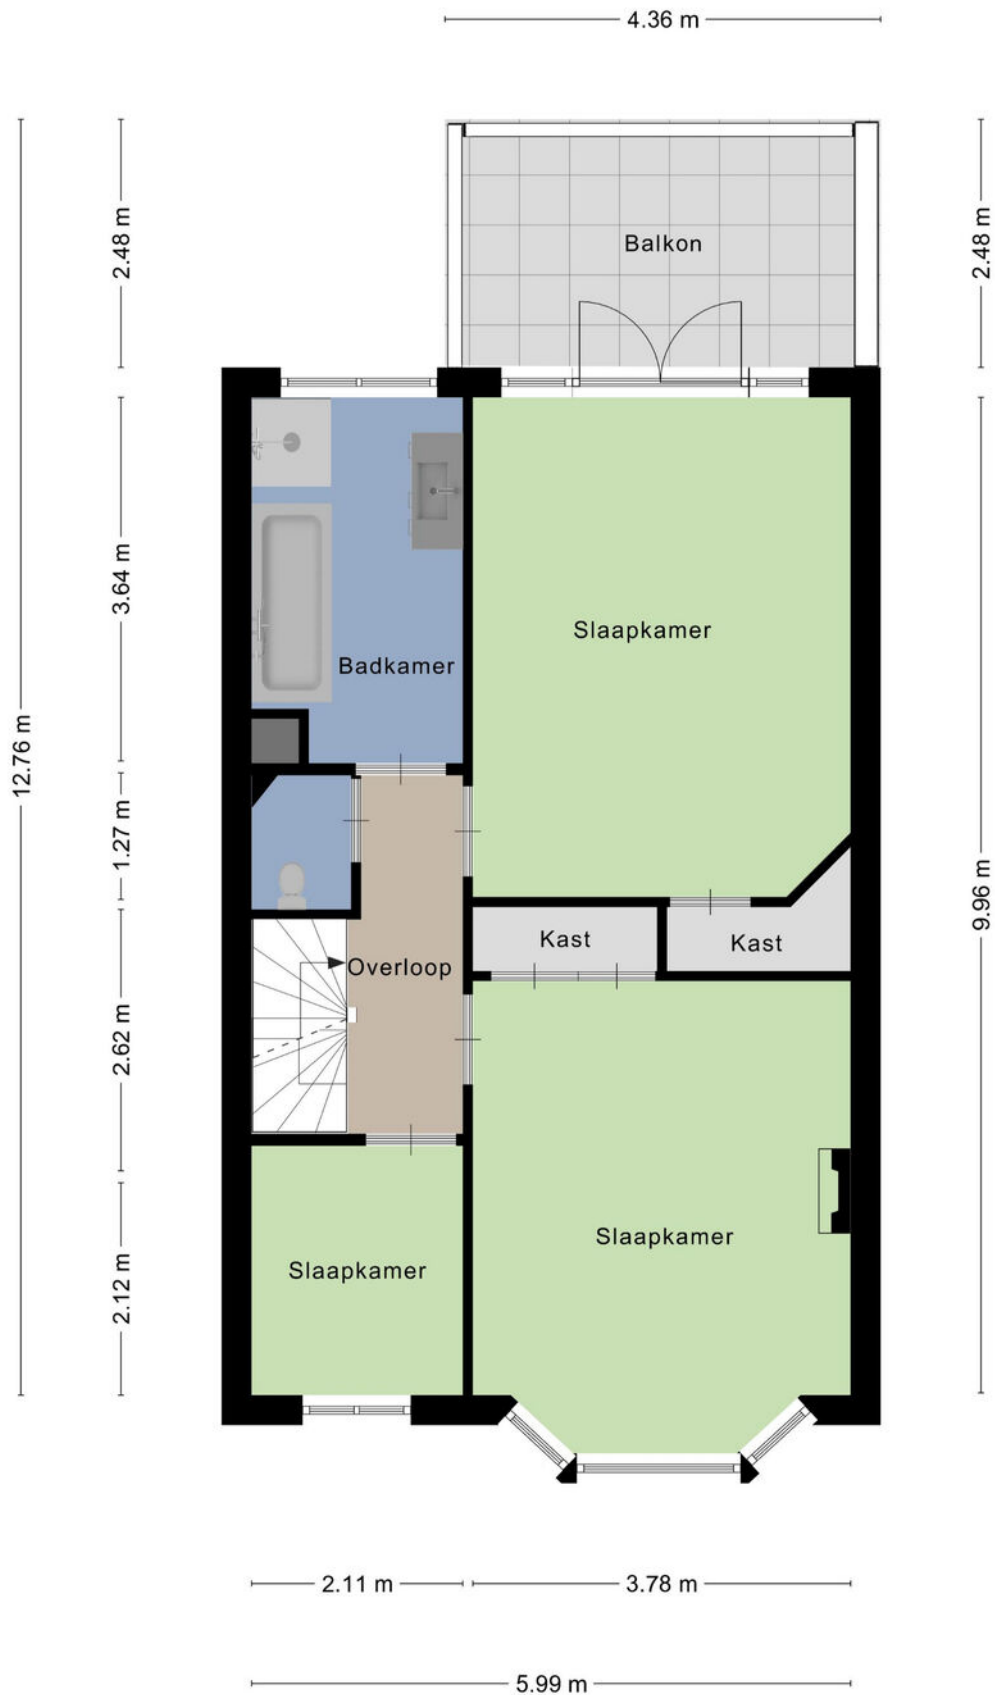 4.36 m
2.48 m
2.48 m
Balkon
3.64 m
Slaapkamer
Badkamer
12.76 m
1.27 m
9.96 m
Kast
Kast
Overloop
2.62 m
Slaapkamer
Slaapkamer
2.12 m
2.11 m
3.78 m
5.99 m